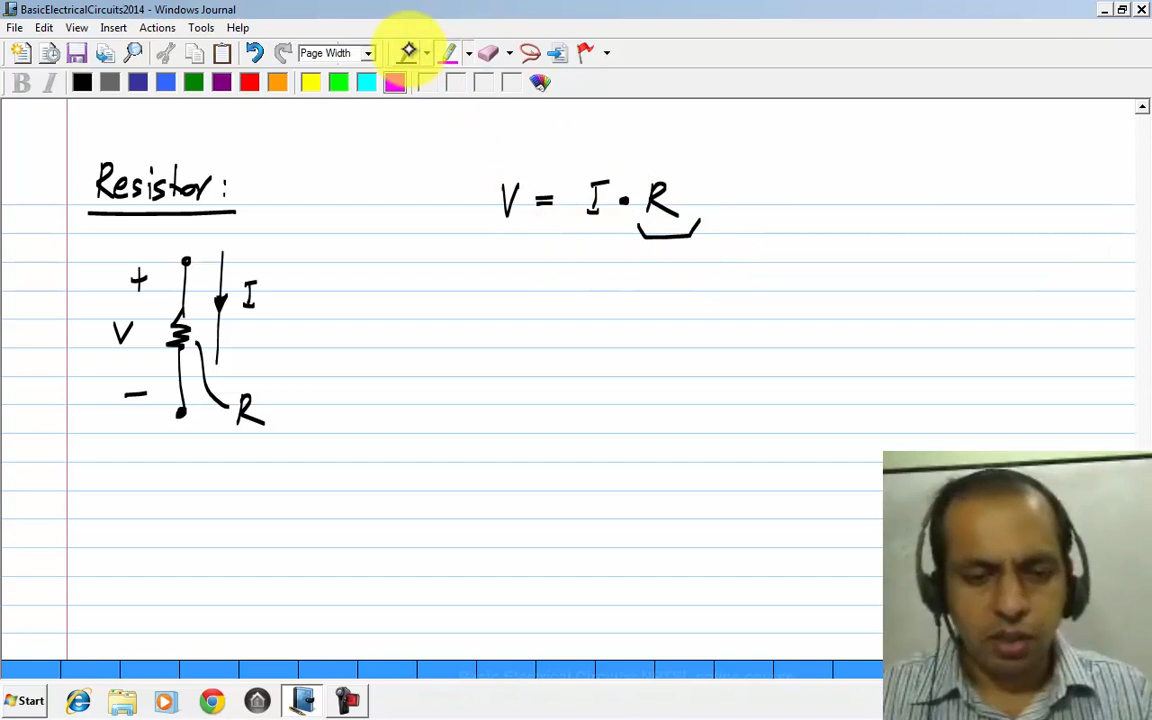 BasicElectricalCircuits2014 - Windows Journal
File Edit View Insert Actions Tools Help
Page Width
B I
Resistor:
V = I • R
+
I
V
−
R
Start